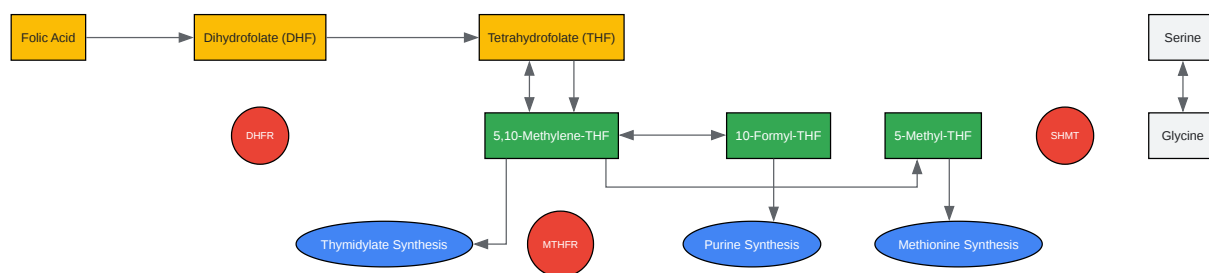 Folic Acid
Dihydrofolate (DHF)
Tetrahydrofolate (THF)
Serine
DHFR
5,10-Methylene-THF
10-Formyl-THF
5-Methyl-THF
SHMT
Glycine
Thymidylate Synthesis
MTHFR
Purine Synthesis
Methionine Synthesis